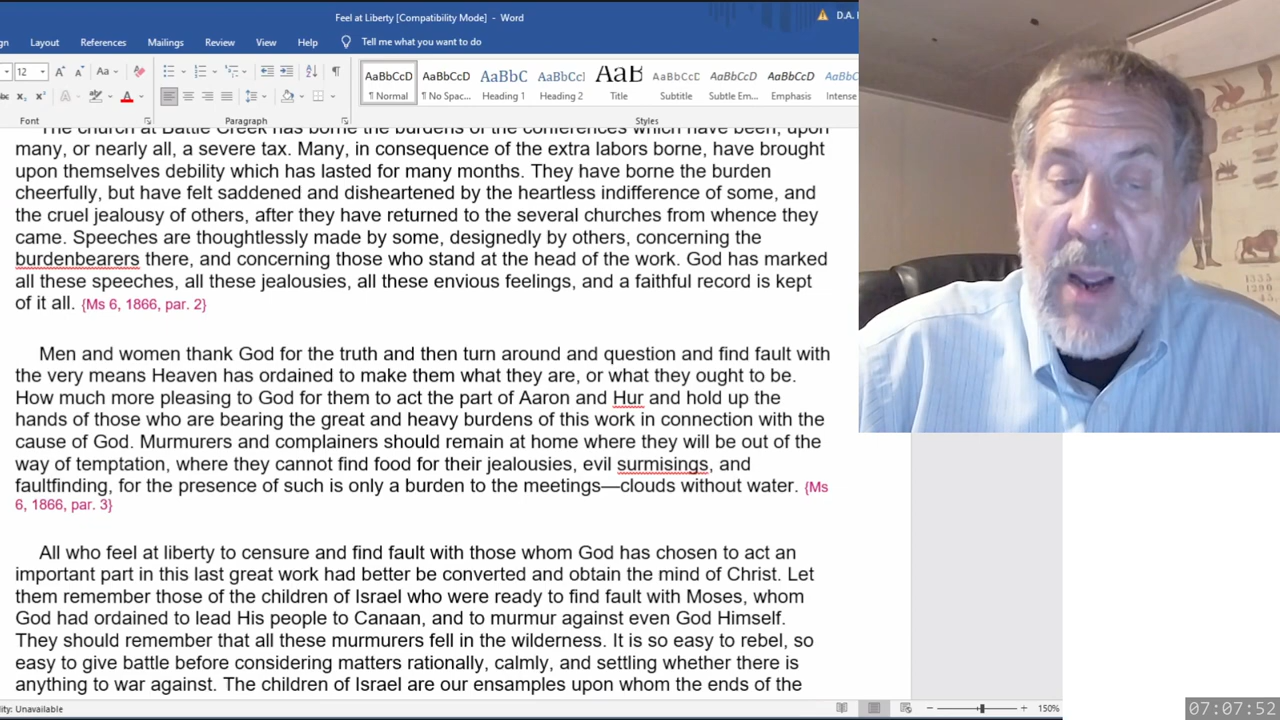 Feel at Liberty [Compatibility Mode] - Word
D.A.
Layout References Mailings Review View Help Tell me what you want to do
12 Aa
AaBbCcD AaBbCcD AaBbC AaBbCcl AaB AaBbCcD AaBbCcD AaBbCcD
¶ Normal ¶ No Spac... Heading 1 Heading 2 Title Subtitle Subtle Em... Emphasis Intense
Font Paragraph Styles
The church at Battle Creek has borne the burdens of the conferences which have been, upon
many, or nearly all, a severe tax. Many, in consequence of the extra labors borne, have brought
upon themselves debility which has lasted for many months. They have borne the burden
cheerfully, but have felt saddened and disheartened by the heartless indifference of some, and
the cruel jealousy of others, after they have returned to the several churches from whence they
came. Speeches are thoughtlessly made by some, designedly by others, concerning the
burdenbearers there, and concerning those who stand at the head of the work. God has marked
all these speeches, all these jealousies, all these envious feelings, and a faithful record is kept
of it all. {Ms 6, 1866, par. 2}
Men and women thank God for the truth and then turn around and question and find fault with
the very means Heaven has ordained to make them what they are, or what they ought to be.
How much more pleasing to God for them to act the part of Aaron and Hur and hold up the
hands of those who are bearing the great and heavy burdens of this work in connection with the
cause of God. Murmurers and complainers should remain at home where they will be out of the
way of temptation, where they cannot find food for their jealousies, evil surmisings, and
faultfinding, for the presence of such is only a burden to the meetings—clouds without water. {Ms
6, 1866, par. 3}
All who feel at liberty to censure and find fault with those whom God has chosen to act an
important part in this last great work had better be converted and obtain the mind of Christ. Let
them remember those of the children of Israel who were ready to find fault with Moses, whom
God had ordained to lead His people to Canaan, and to murmur against even God Himself.
They should remember that all these murmurers fell in the wilderness. It is so easy to rebel, so
easy to give battle before considering matters rationally, calmly, and settling whether there is
anything to war against. The children of Israel are our ensamples upon whom the ends of the
lity: Unavailable
150%
07:07:52